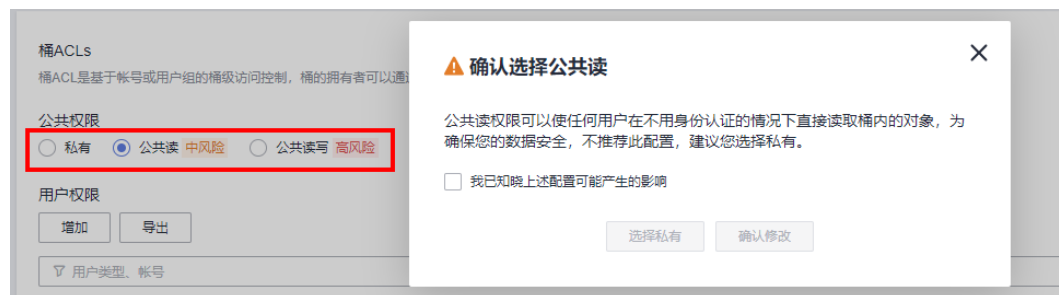 桶ACLs
桶ACL是基于帐号或用户组的桶级访问控制，桶的拥有者可以通过
公共权限
私有 公共读 中风险 公共读写 高风险
用户权限
增加 导出
用户类型、帐号
确认选择公共读
公共读权限可以使任何用户在不用身份认证的情况下直接读取桶内的对象，为
确保您的数据安全，不推荐此配置，建议您选择私有。
我已知晓上述配置可能产生的影响
选择私有 确认修改